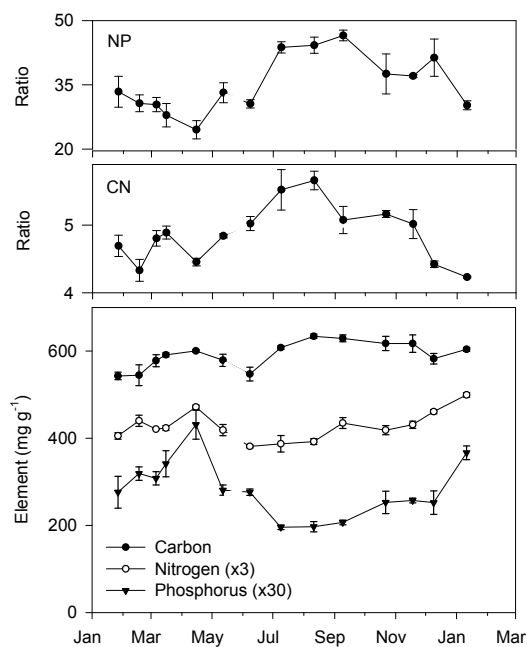 50
NP
35
Ratio
20
CN
5
Ratio
4
600
400
Element (mg g-1)
200
Carbon
Nitrogen (x3)
Phosphorus (x30)
0
Jan Mar May Jul Sep Nov Jan Mar